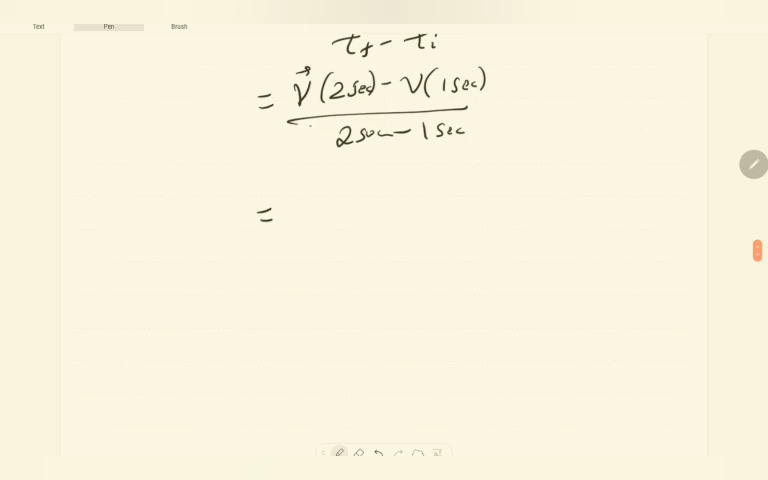 Text Pen Brush
t_f - t_i
= v⃗(2sec) - v(1sec)
2sec - 1sec
=